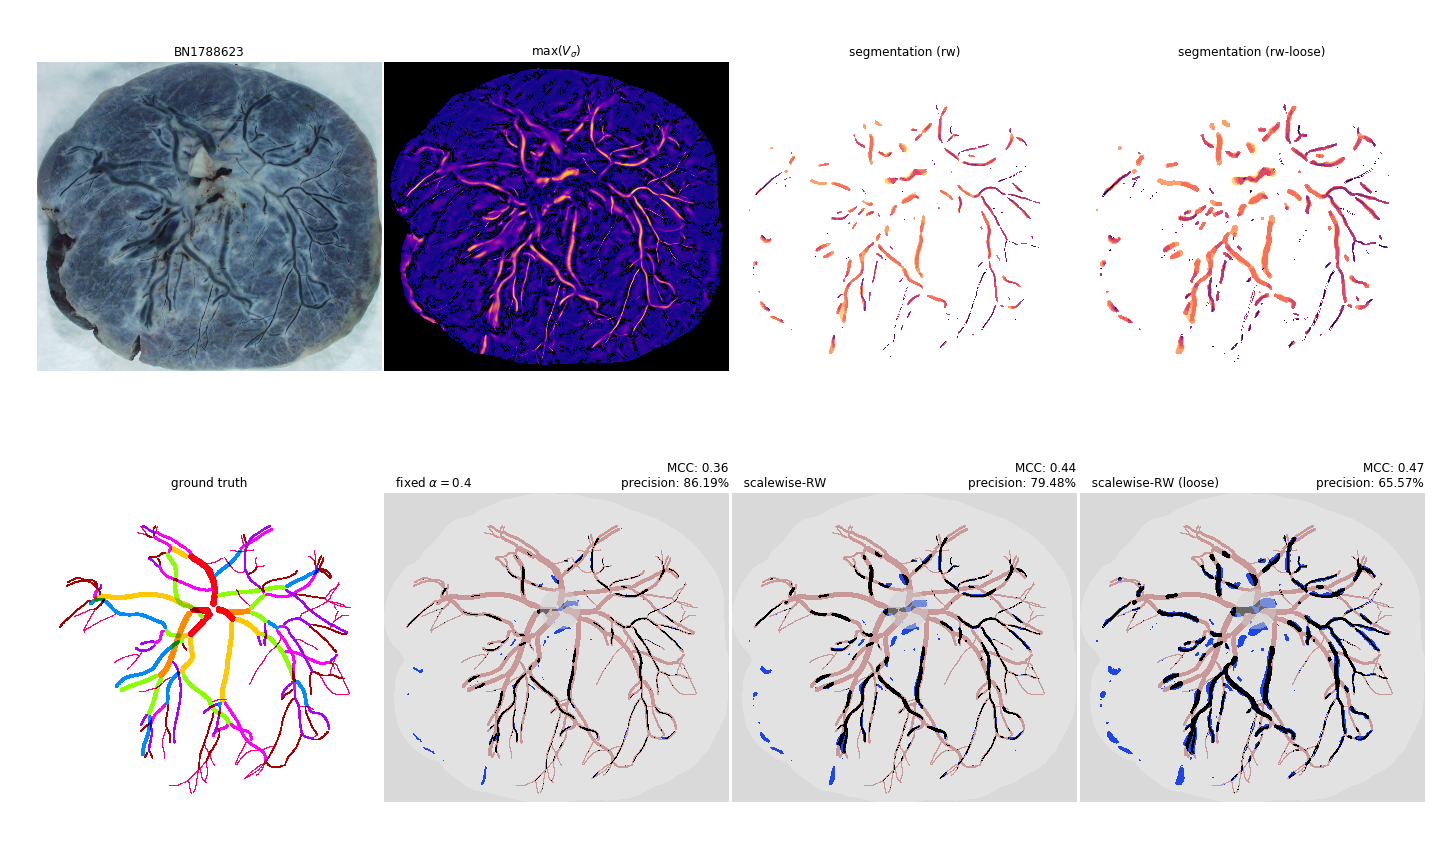 BN1788623
max(V_σ)
segmentation (rw)
segmentation (rw-loose)
ground truth
fixed α = 0.4
MCC: 0.36
precision: 86.19%
scalewise-RW
MCC: 0.44
precision: 79.48%
scalewise-RW (loose)
MCC: 0.47
precision: 65.57%